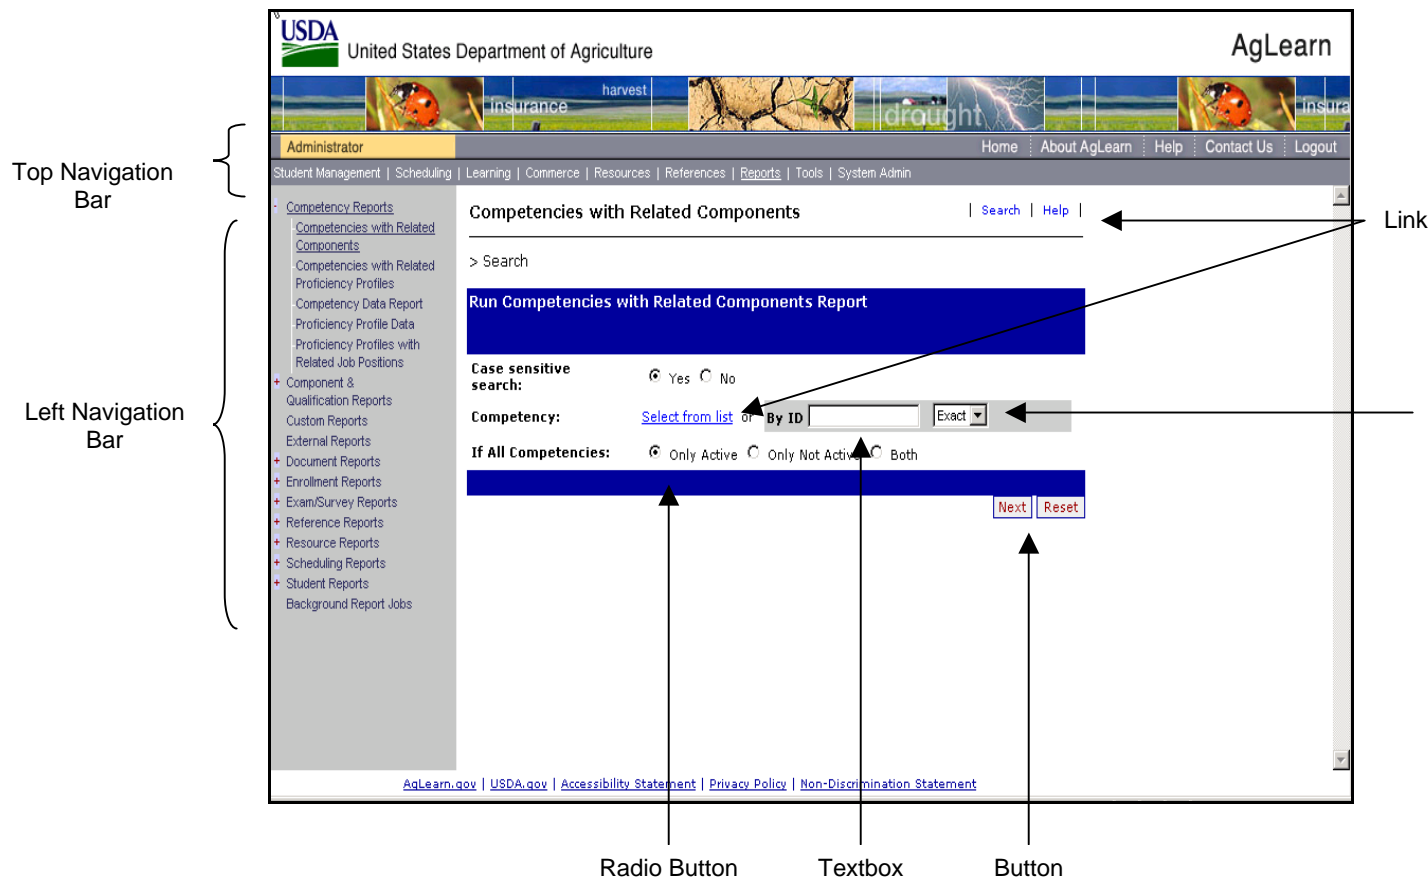 USDA
United States Department of Agriculture
AgLearn
harvest
insurance
drought
insura
Administrator
Home | About AgLearn | Help | Contact Us | Logout
Student Management | Scheduling | Learning | Commerce | Resources | References | Reports | Tools | System Admin
Top Navigation
Bar
Left Navigation
Bar
- Competency Reports
Competencies with Related
Components
Competencies with Related
Proficiency Profiles
Competency Data Report
Proficiency Profile Data
Proficiency Profiles with
Related Job Positions
+ Component &
Qualification Reports
Custom Reports
External Reports
+ Document Reports
+ Enrollment Reports
+ Exam/Survey Reports
+ Reference Reports
+ Resource Reports
+ Scheduling Reports
+ Student Reports
Background Report Jobs
Competencies with Related Components
| Search | Help |
Link
> Search
Run Competencies with Related Components Report
Case sensitive
search:
Yes No
Competency: Select from list or By ID Exact
If All Competencies: Only Active Only Not Active Both
Next Reset
AgLearn.gov | USDA.gov | Accessibility Statement | Privacy Policy | Non-Discrimination Statement
Radio Button Textbox Button